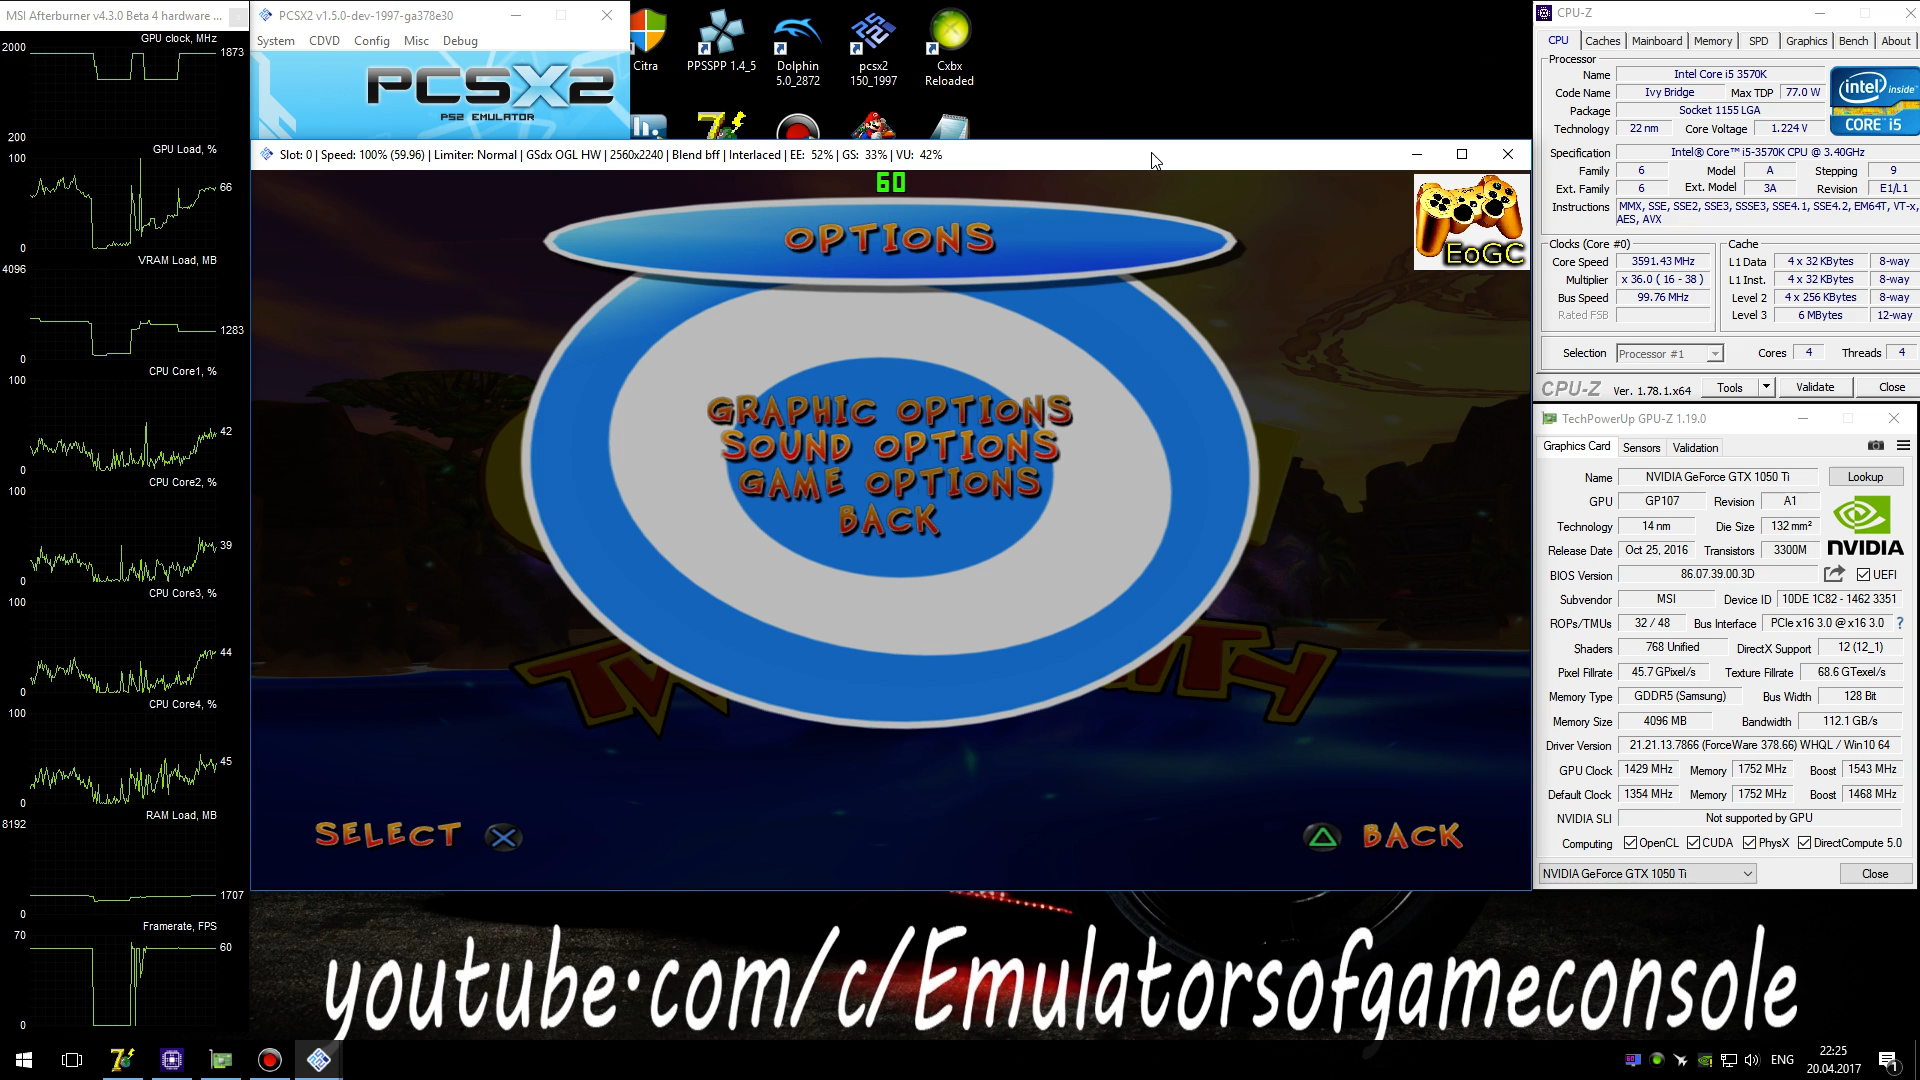 MSI Afterburner v4.3.0 Beta 4 hardware ...
GPU clock, MHz
2000
1873
200
GPU Load, %
100
66
0
VRAM Load, MB
4096
1283
0
CPU Core1, %
100
42
0
CPU Core2, %
100
39
0
CPU Core3, %
100
44
0
CPU Core4, %
100
45
0
RAM Load, MB
8192
1707
0
Framerate, FPS
70
60
0
PCSX2 v1.5.0-dev-1997-ga378e30
System CDVD Config Misc Debug
PCSX2
PS2 EMULATOR
Citra
PPSSPP 1.4_5
Dolphin
5.0_2872
pcsx2
150_1997
Cxbx
Reloaded
Slot: 0 | Speed: 100% (59.96) | Limiter: Normal | GSdx OGL HW | 2560x2240 | Blend bff | Interlaced | EE: 52% | GS: 33% | VU: 42%
60
EoGC
OPTIONS
GRAPHIC OPTIONS
SOUND OPTIONS
GAME OPTIONS
BACK
SELECT
BACK
CPU-Z
CPU Caches Mainboard Memory SPD Graphics Bench About
Processor
Name Intel Core i5 3570K
Code Name Ivy Bridge Max TDP 77.0 W
Package Socket 1155 LGA
Technology 22 nm Core Voltage 1.224 V
intel inside
CORE i5
Specification Intel® Core™ i5-3570K CPU @ 3.40GHz
Family 6 Model A Stepping 9
Ext. Family 6 Ext. Model 3A Revision E1/L1
Instructions MMX, SSE, SSE2, SSE3, SSSE3, SSE4.1, SSE4.2, EM64T, VT-x,
AES, AVX
Clocks (Core #0)
Core Speed 3591.43 MHz
Multiplier x 36.0 ( 16 - 38 )
Bus Speed 99.76 MHz
Rated FSB
Cache
L1 Data 4 x 32 KBytes 8-way
L1 Inst. 4 x 32 KBytes 8-way
Level 2 4 x 256 KBytes 8-way
Level 3 6 MBytes 12-way
Selection Processor #1 Cores 4 Threads 4
CPU-Z Ver. 1.78.1.x64 Tools Validate Close
TechPowerUp GPU-Z 1.19.0
Graphics Card Sensors Validation
Name NVIDIA GeForce GTX 1050 Ti Lookup
GPU GP107 Revision A1
Technology 14 nm Die Size 132 mm²
Release Date Oct 25, 2016 Transistors 3300M
NVIDIA
BIOS Version 86.07.39.00.3D UEFI
Subvendor MSI Device ID 10DE 1C82 - 1462 3351
ROPs/TMUs 32 / 48 Bus Interface PCIe x16 3.0 @ x16 3.0 ?
Shaders 768 Unified DirectX Support 12 (12_1)
Pixel Fillrate 45.7 GPixel/s Texture Fillrate 68.6 GTexel/s
Memory Type GDDR5 (Samsung) Bus Width 128 Bit
Memory Size 4096 MB Bandwidth 112.1 GB/s
Driver Version 21.21.13.7866 (ForceWare 378.66) WHQL / Win10 64
GPU Clock 1429 MHz Memory 1752 MHz Boost 1543 MHz
Default Clock 1354 MHz Memory 1752 MHz Boost 1468 MHz
NVIDIA SLI Not supported by GPU
Computing OpenCL CUDA PhysX DirectCompute 5.0
NVIDIA GeForce GTX 1050 Ti Close
youtube.com/c/Emulatorsofgameconsole
ENG
22:25
20.04.2017
1